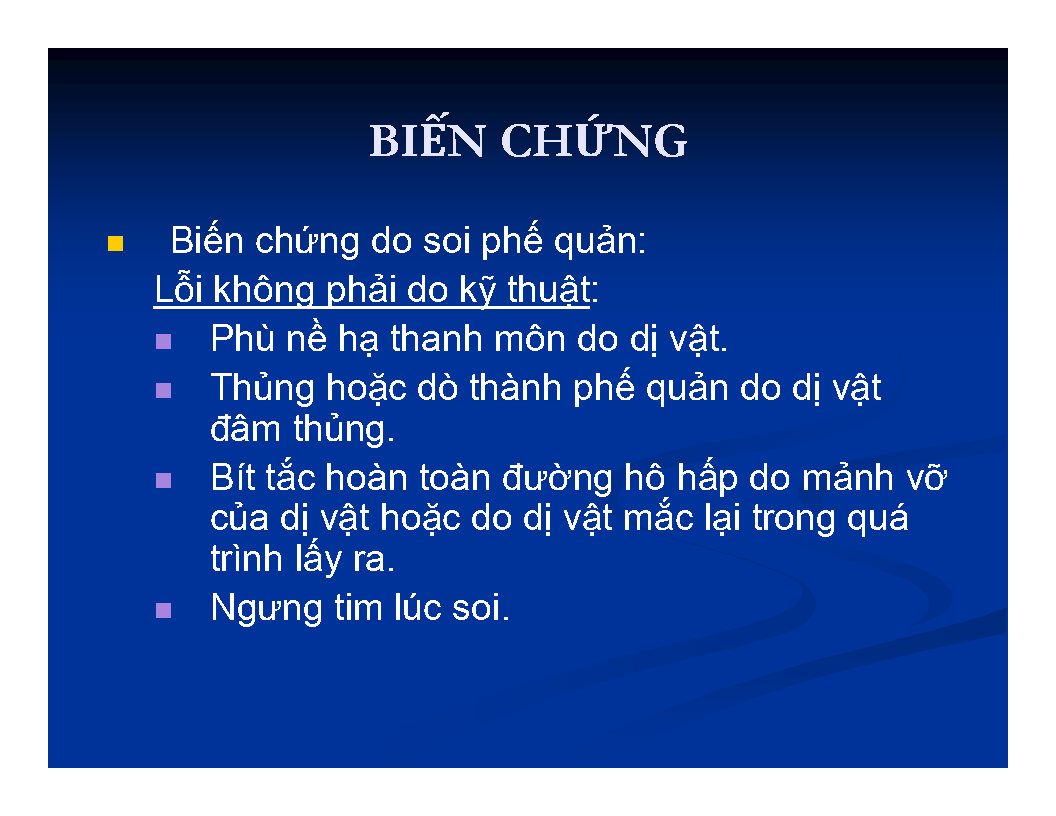 BIẾN CHỨNG
Biến chứng do soi phế quản:
Lỗi không phải do kỹ thuật:
Phù nề hạ thanh môn do dị vật.
Thủng hoặc dò thành phế quản do dị vật
đâm thủng.
Bít tắc hoàn toàn đường hô hấp do mảnh vỡ
của dị vật hoặc do dị vật mắc lại trong quá
trình lấy ra.
Ngưng tim lúc soi.